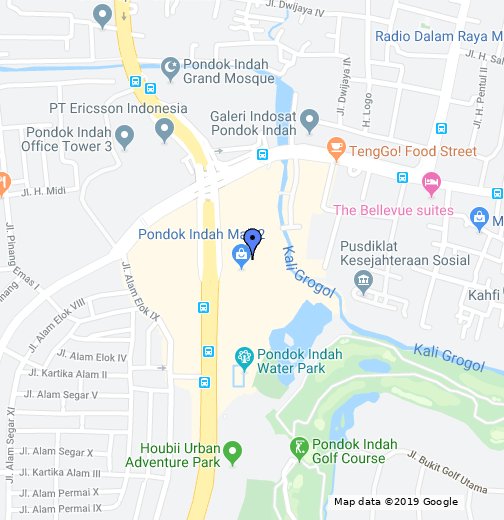 Jl. Dwijaya IV
Radio Dalam Raya M
Pondok Indah
Grand Mosque
Jl. Dwijaya IV
H. Logo
Jl. H. Pentul II
PT Ericsson Indonesia
Galeri Indosat
Pondok Indah
Pondok Indah
Office Tower 3
TengGo! Food Street
Jl. H. Midi
The Bellevue suites
Pondok Indah Mall 2
M
Jl. Pinang Emas I
Pusdiklat
Kesejahteraan Sosial
Kali Grogol
Jl. Alam Elok IX
Kahfi
Jl. Alam Elok VIII
Kali Grogol
Jl. Alam Elok IV
Pondok Indah
Water Park
Jl. Kartika Alam II
Jl. Alam Segar V
Jl. Alam Segar XI
Houbii Urban
Adventure Park
Pondok Indah
Golf Course
Jl. Alam Segar X
Jl. Bukit Golf Utama
Jl. Kartika Alam III
Jl. Alam Permai IX
Jl. Alam Permai X
Map data ©2019 Google